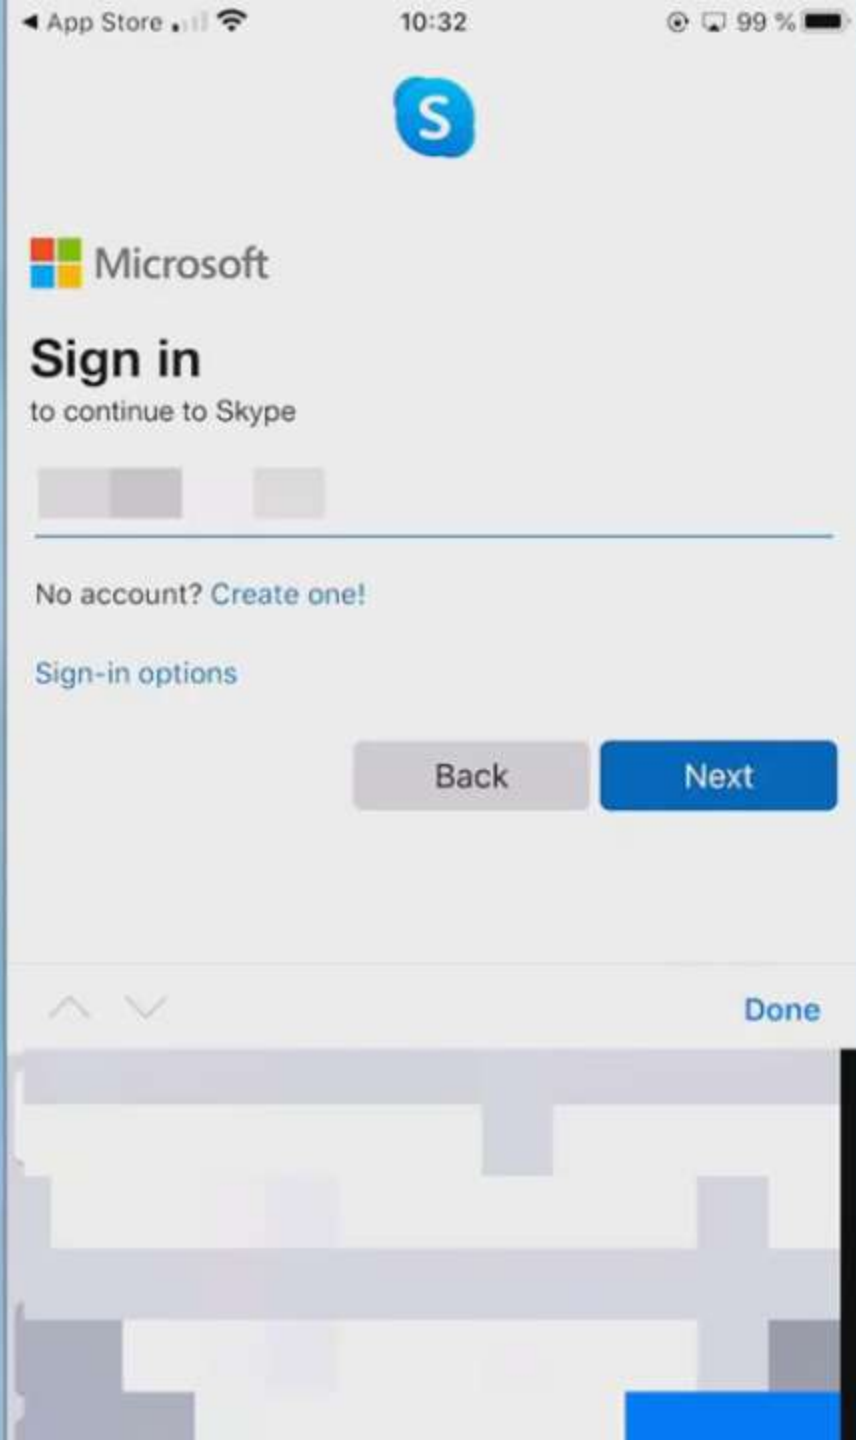 ◀ App Store 10:32 99 %
S
Microsoft
Sign in
to continue to Skype
No account? Create one!
Sign-in options
Back Next
Done